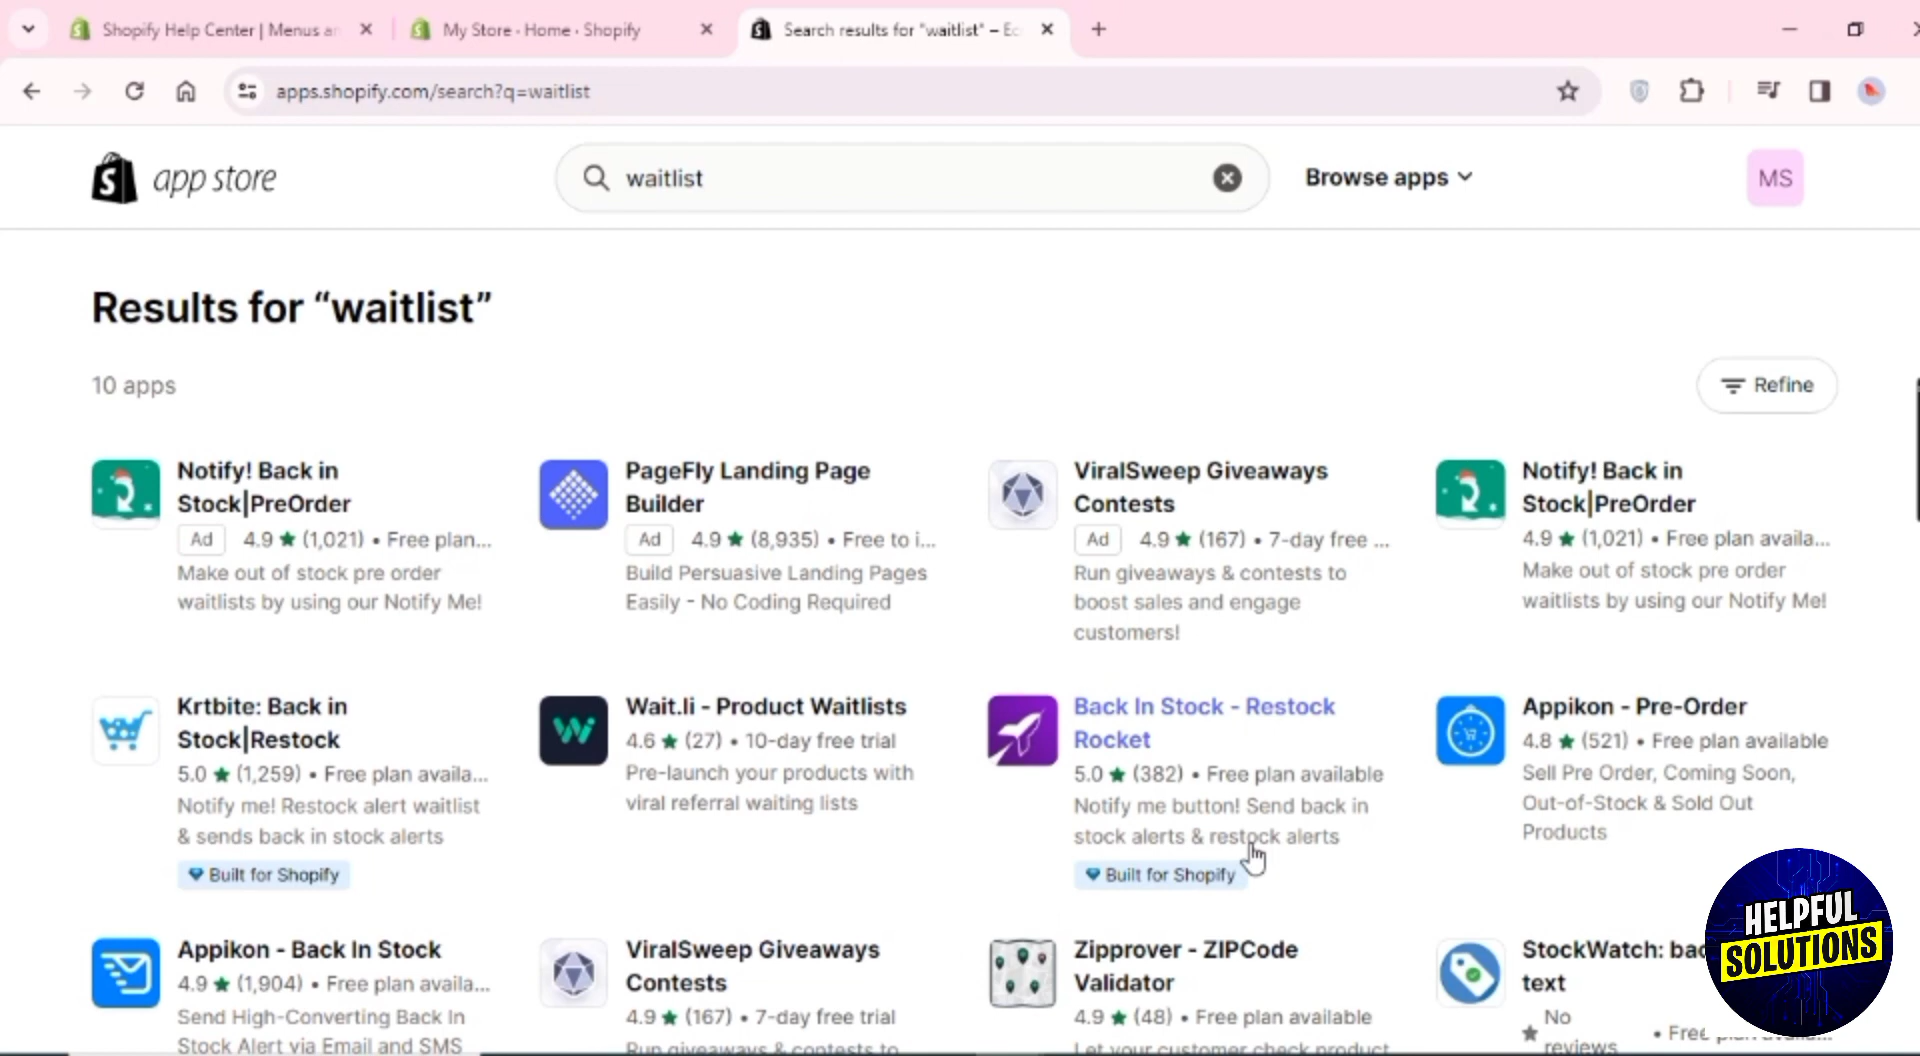 Shopify Help Center | Menus an
My Store · Home · Shopify
Search results for "waitlist" – Ec
apps.shopify.com/search?q=waitlist
app store
waitlist
Browse apps
MS
Results for “waitlist”
10 apps
Refine
Notify! Back in
Stock|PreOrder
Ad 4.9 ★ (1,021) • Free plan...
Make out of stock pre order
waitlists by using our Notify Me!
PageFly Landing Page
Builder
Ad 4.9 ★ (8,935) • Free to i...
Build Persuasive Landing Pages
Easily - No Coding Required
ViralSweep Giveaways
Contests
Ad 4.9 ★ (167) • 7-day free ...
Run giveaways & contests to
boost sales and engage
customers!
Notify! Back in
Stock|PreOrder
4.9 ★ (1,021) • Free plan availa...
Make out of stock pre order
waitlists by using our Notify Me!
Krtbite: Back in
Stock|Restock
5.0 ★ (1,259) • Free plan availa...
Notify me! Restock alert waitlist
& sends back in stock alerts
Built for Shopify
Wait.li - Product Waitlists
4.6 ★ (27) • 10-day free trial
Pre-launch your products with
viral referral waiting lists
Back In Stock - Restock
Rocket
5.0 ★ (382) • Free plan available
Notify me button! Send back in
stock alerts & restock alerts
Built for Shopify
Appikon - Pre-Order
4.8 ★ (521) • Free plan available
Sell Pre Order, Coming Soon,
Out-of-Stock & Sold Out
Products
Appikon - Back In Stock
4.9 ★ (1,904) • Free plan availa...
Send High-Converting Back In
Stock Alert via Email and SMS
ViralSweep Giveaways
Contests
4.9 ★ (167) • 7-day free trial
Run giveaways & contests to
Zipprover - ZIPCode
Validator
4.9 ★ (48) • Free plan available
Let your customer check product
StockWatch: bac
text
★ No
reviews
• Free
HELPFUL
SOLUTIONS